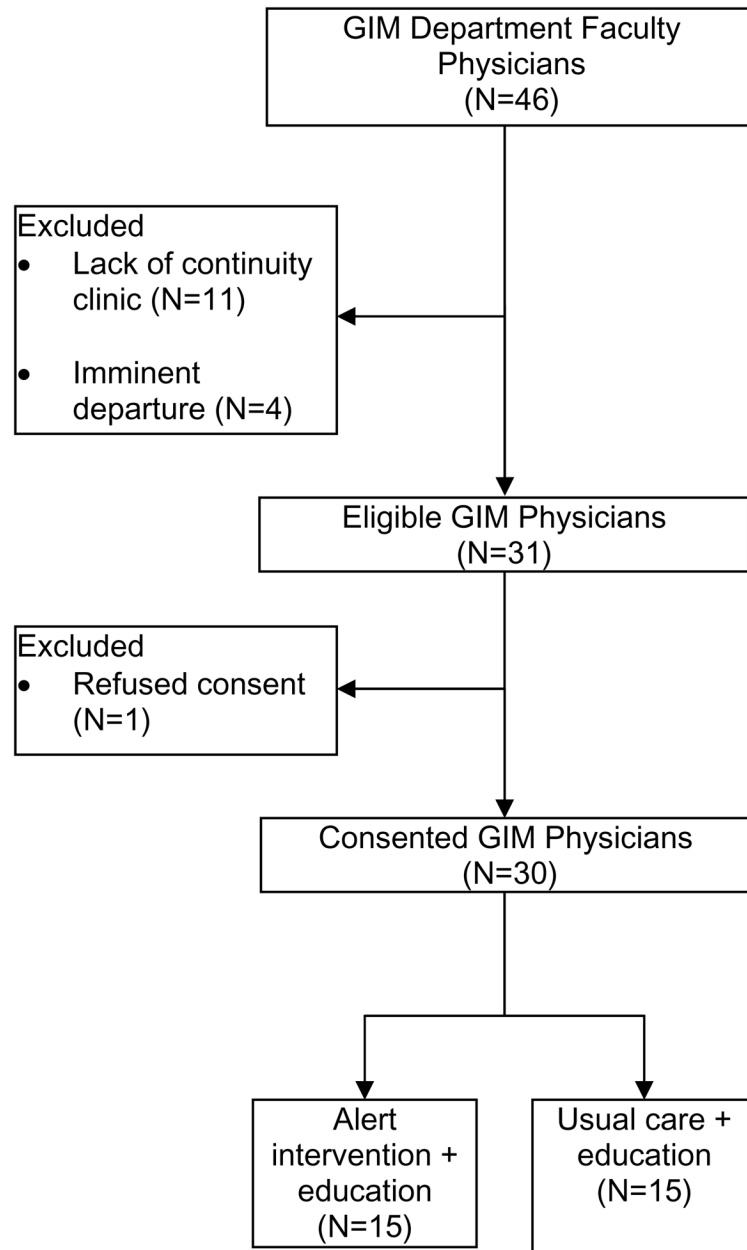 GIM Department Faculty
Physicians
(N=46)
Excluded
• Lack of continuity
clinic (N=11)
• Imminent
departure (N=4)
Eligible GIM Physicians
(N=31)
Excluded
• Refused consent
(N=1)
Consented GIM Physicians
(N=30)
Alert
intervention +
education
(N=15)
Usual care +
education
(N=15)